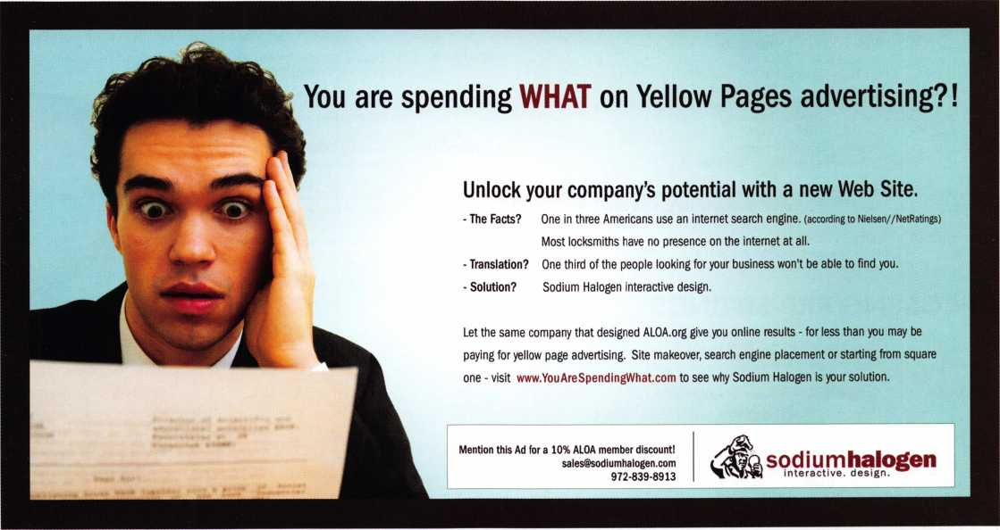 You are spending WHAT on Yellow Pages advertising?!
Unlock your company's potential with a new Web Site.
- The Facts? One in three Americans use an internet search engine. (according to Nielsen//NetRatings)
Most locksmiths have no presence on the internet at all.
- Translation? One third of the people looking for your business won't be able to find you.
- Solution? Sodium Halogen interactive design.
Let the same company that designed ALOA.org give you online results - for less than you may be
paying for yellow page advertising. Site makeover, search engine placement or starting from square
one - visit www.YouAreSpendingWhat.com to see why Sodium Halogen is your solution.
Mention this Ad for a 10% ALOA member discount!
sales@sodiumhalogen.com
972-839-8913
sodiumhalogen
interactive. design.